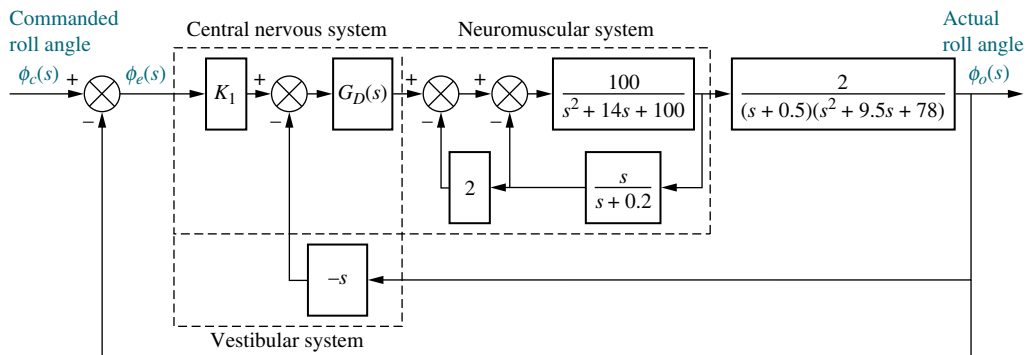 Commanded roll angle
ϕc(s)
+
−
ϕe(s)
Central nervous system
K1
+
−
GD(s)
Neuromuscular system
+
−
+
−
100
s² + 14s + 100
2
s
s + 0.2
2
(s + 0.5)(s² + 9.5s + 78)
Actual roll angle
ϕo(s)
−s
Vestibular system